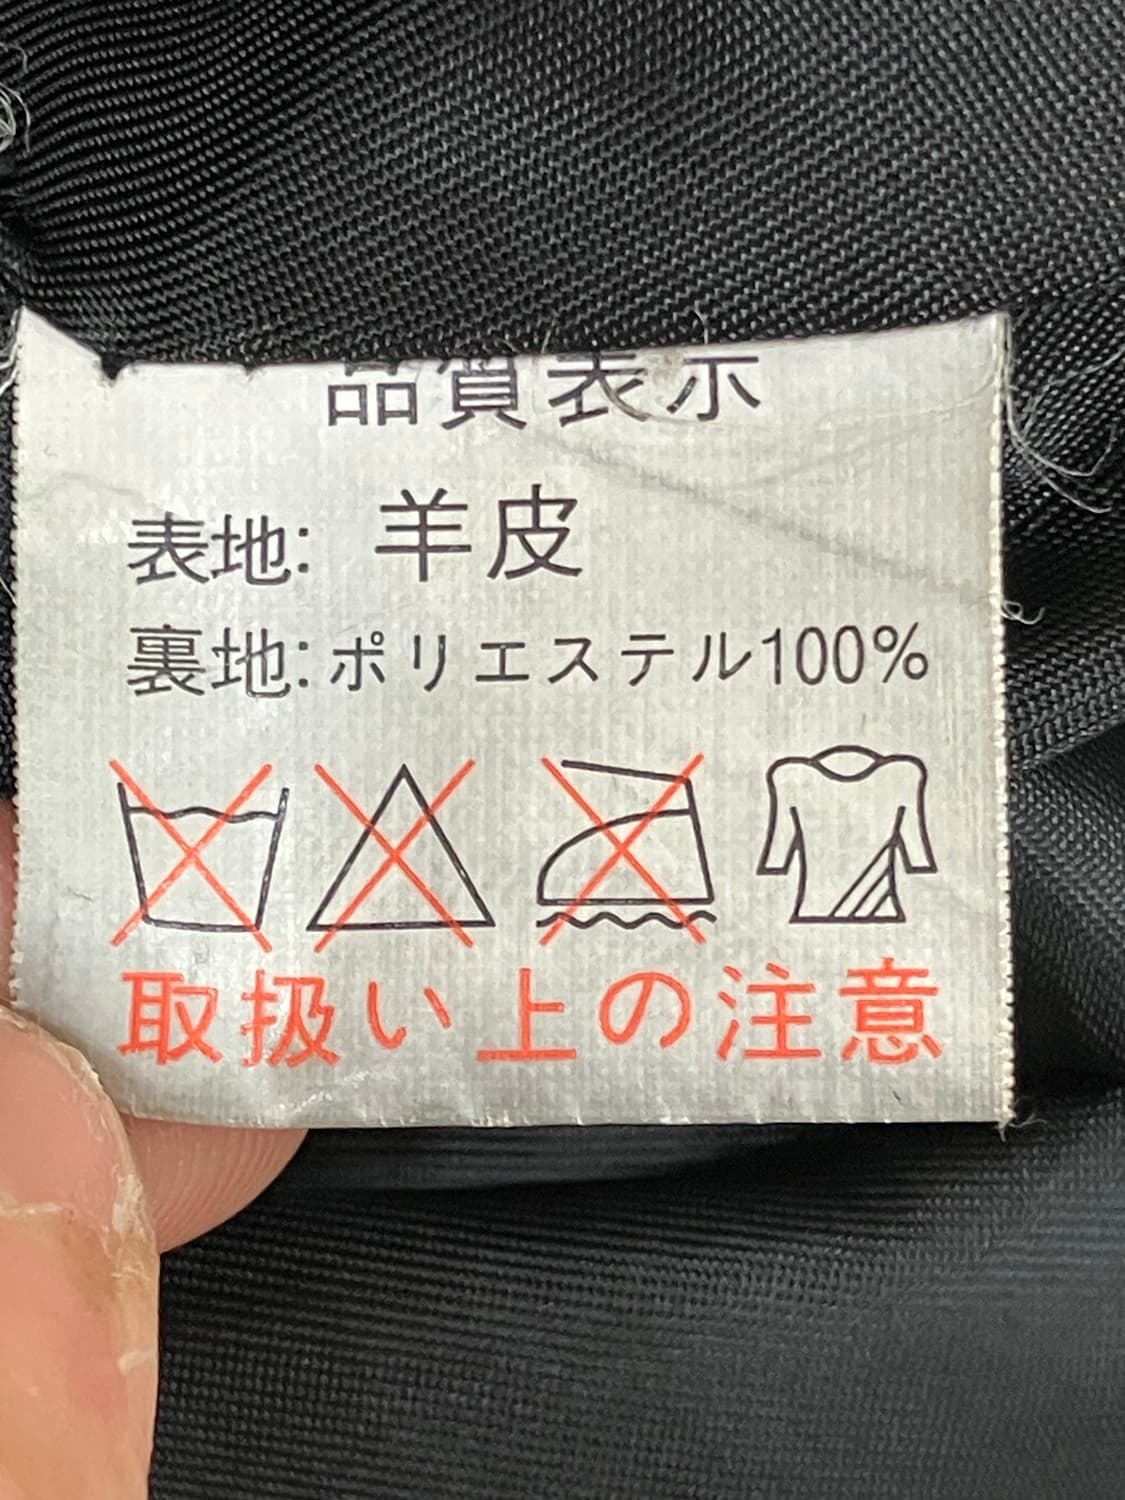 品質表示
表地: 羊皮
裏地:ポリエステル100%
取扱い上の注意